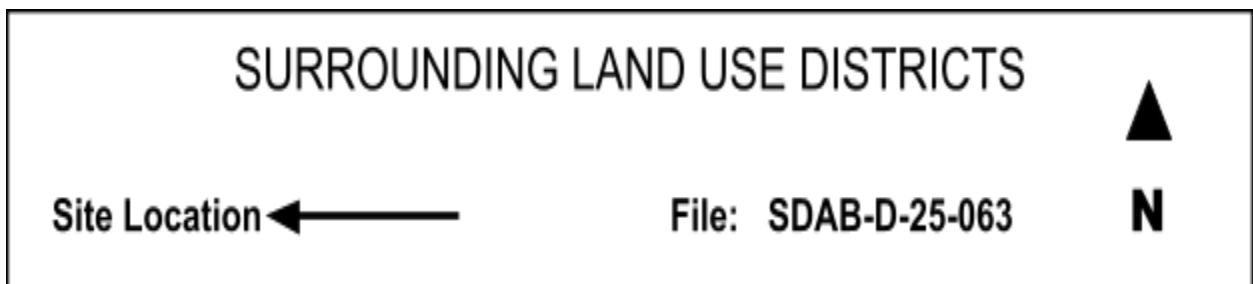 SURROUNDING LAND USE DISTRICTS
Site Location File: SDAB-D-25-063 N